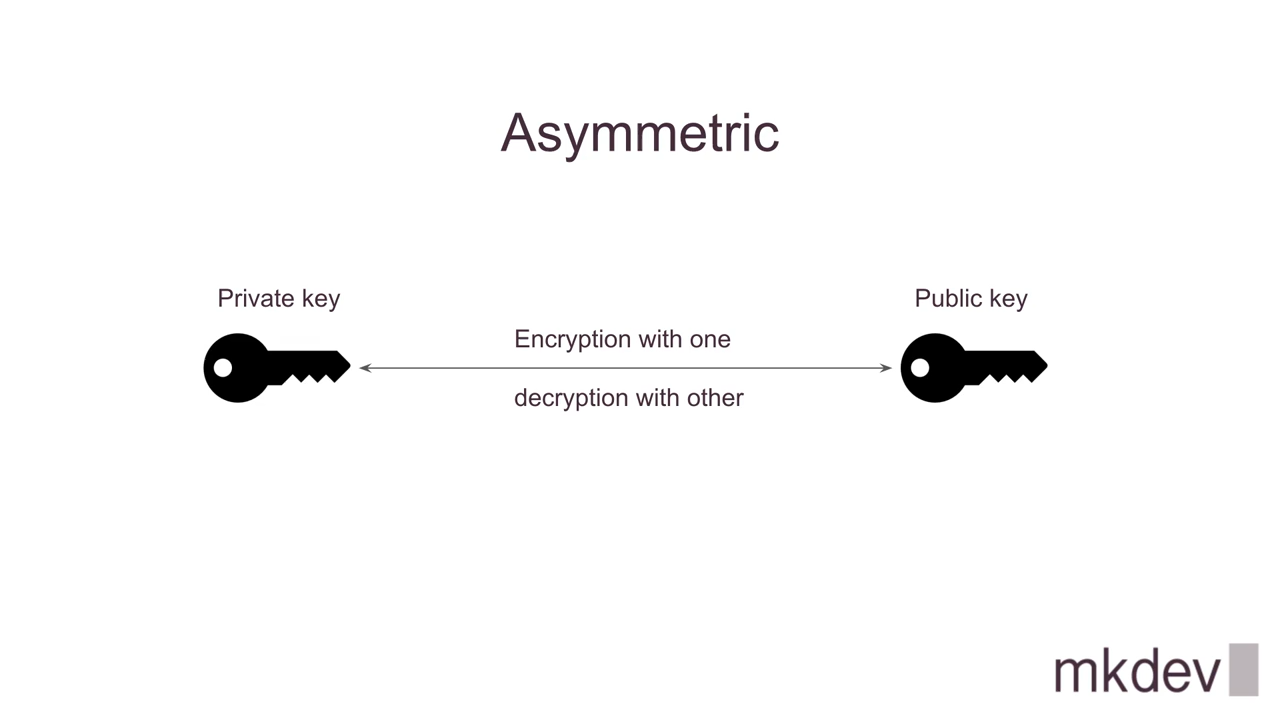 Asymmetric
Private key
Public key
Encryption with one
decryption with other
mkdev